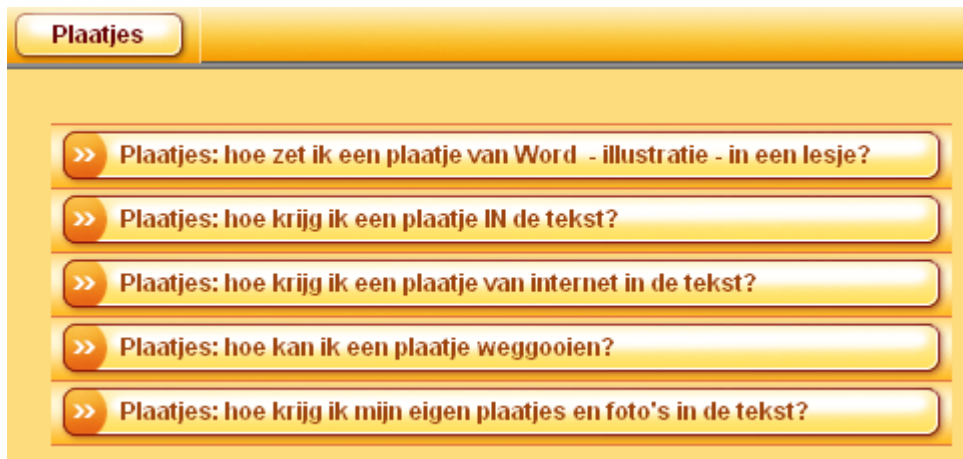 Plaatjes
Plaatjes: hoe zet ik een plaatje van Word - illustratie - in een lesje?
Plaatjes: hoe krijg ik een plaatje IN de tekst?
Plaatjes: hoe krijg ik een plaatje van internet in de tekst?
Plaatjes: hoe kan ik een plaatje weggooien?
Plaatjes: hoe krijg ik mijn eigen plaatjes en foto's in de tekst?